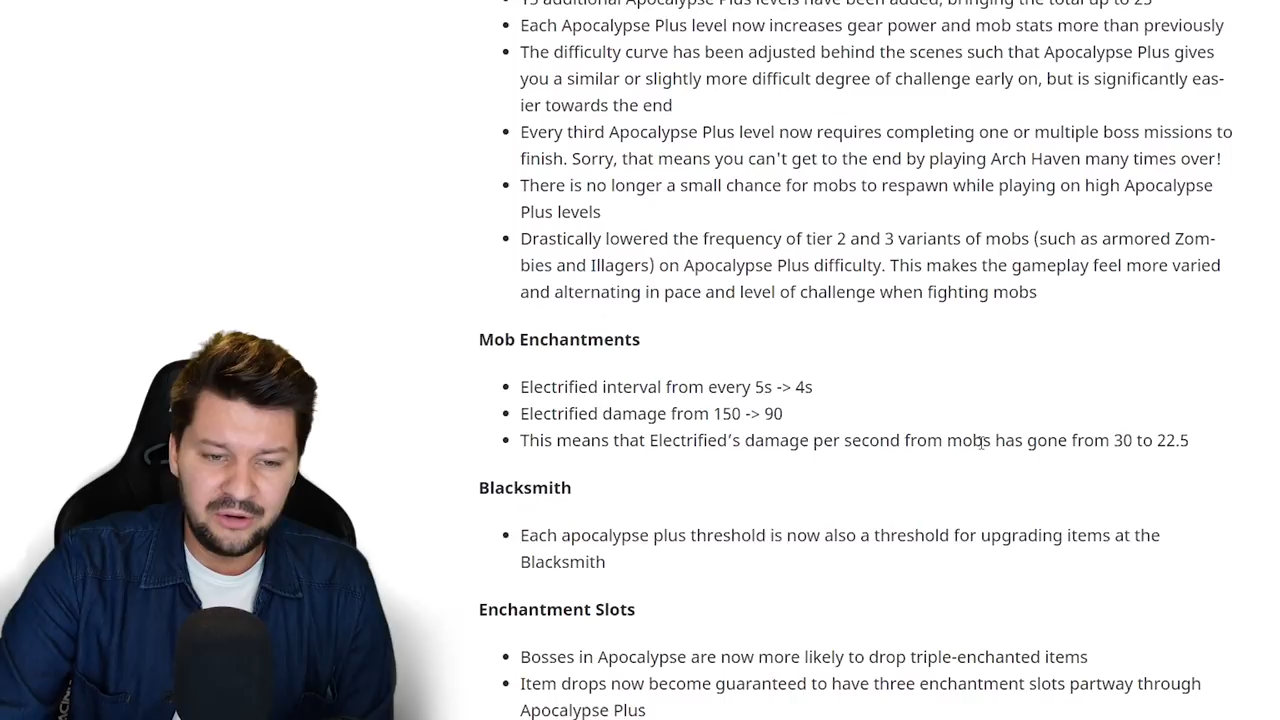 15 additional Apocalypse Plus levels have been added, bringing the total up to 25
Each Apocalypse Plus level now increases gear power and mob stats more than previously
The difficulty curve has been adjusted behind the scenes such that Apocalypse Plus gives
you a similar or slightly more difficult degree of challenge early on, but is significantly eas-
ier towards the end
Every third Apocalypse Plus level now requires completing one or multiple boss missions to
finish. Sorry, that means you can't get to the end by playing Arch Haven many times over!
There is no longer a small chance for mobs to respawn while playing on high Apocalypse
Plus levels
Drastically lowered the frequency of tier 2 and 3 variants of mobs (such as armored Zom-
bies and Illagers) on Apocalypse Plus difficulty. This makes the gameplay feel more varied
and alternating in pace and level of challenge when fighting mobs
Mob Enchantments
Electrified interval from every 5s -> 4s
Electrified damage from 150 -> 90
This means that Electrified’s damage per second from mobs has gone from 30 to 22.5
Blacksmith
Each apocalypse plus threshold is now also a threshold for upgrading items at the
Blacksmith
Enchantment Slots
Bosses in Apocalypse are now more likely to drop triple-enchanted items
Item drops now become guaranteed to have three enchantment slots partway through
Apocalypse Plus